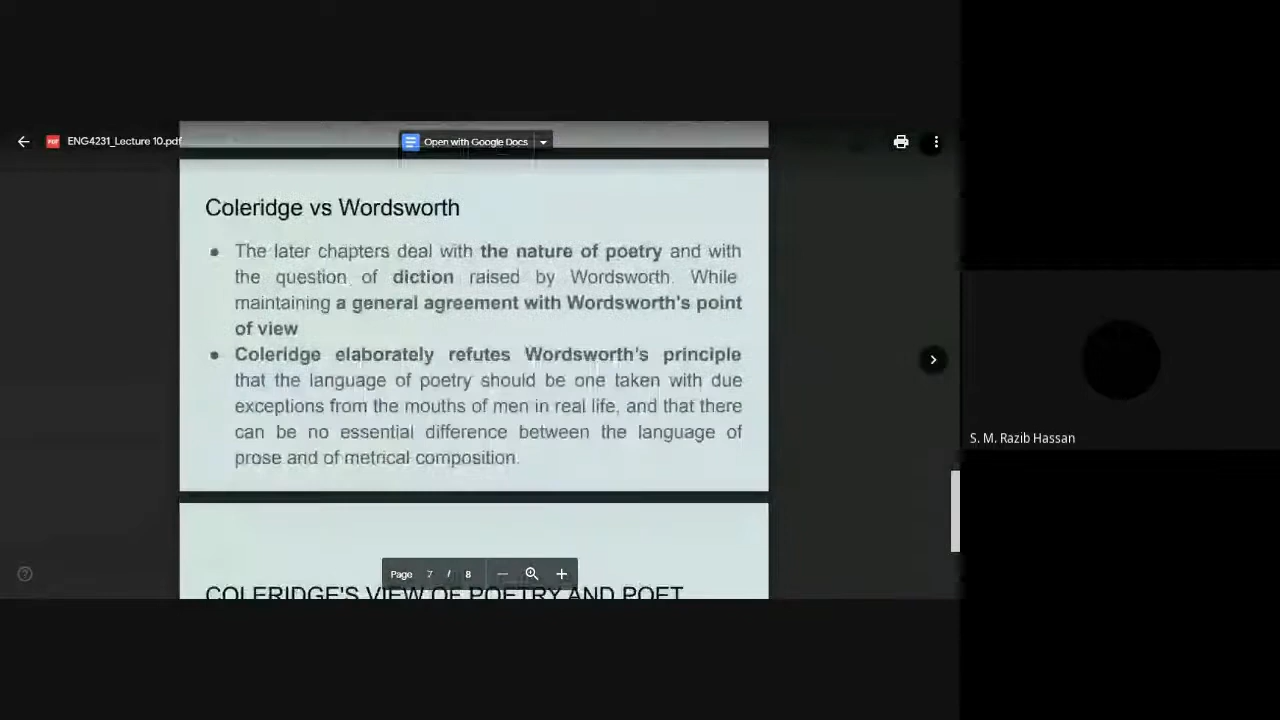 ENG4231_Lecture 10.pdf
Open with Google Docs
Coleridge vs Wordsworth
● The later chapters deal with the nature of poetry and with
the question of diction raised by Wordsworth. While
maintaining a general agreement with Wordsworth's point
of view
● Coleridge elaborately refutes Wordsworth's principle
that the language of poetry should be one taken with due
exceptions from the mouths of men in real life, and that there
can be no essential difference between the language of
prose and of metrical composition.
S. M. Razib Hassan
Page 7 / 8
COLERIDGE'S VIEW OF POETRY AND POET